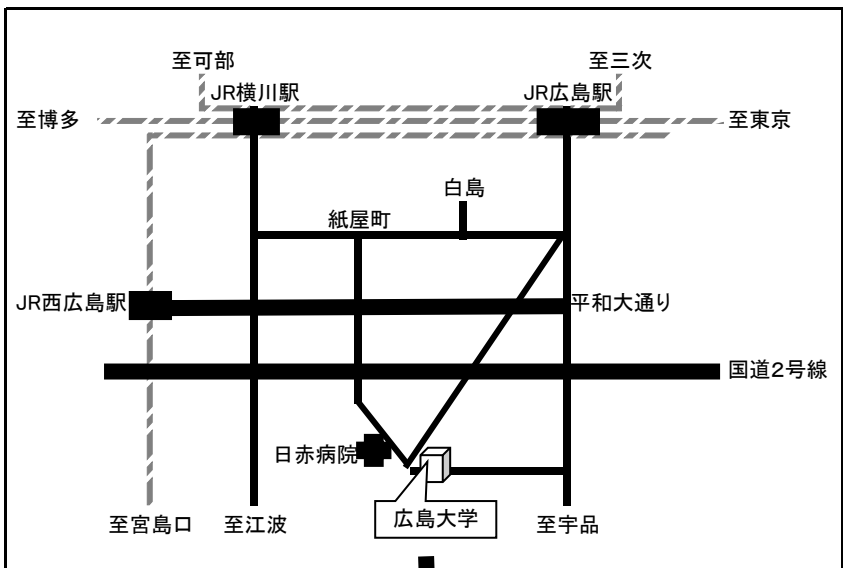 至可部
至三次
JR横川駅
JR広島駅
至博多
至東京
白島
紙屋町
JR西広島駅
平和大通り
国道2号線
日赤病院
広島大学
至宮島口
至江波
至宇品